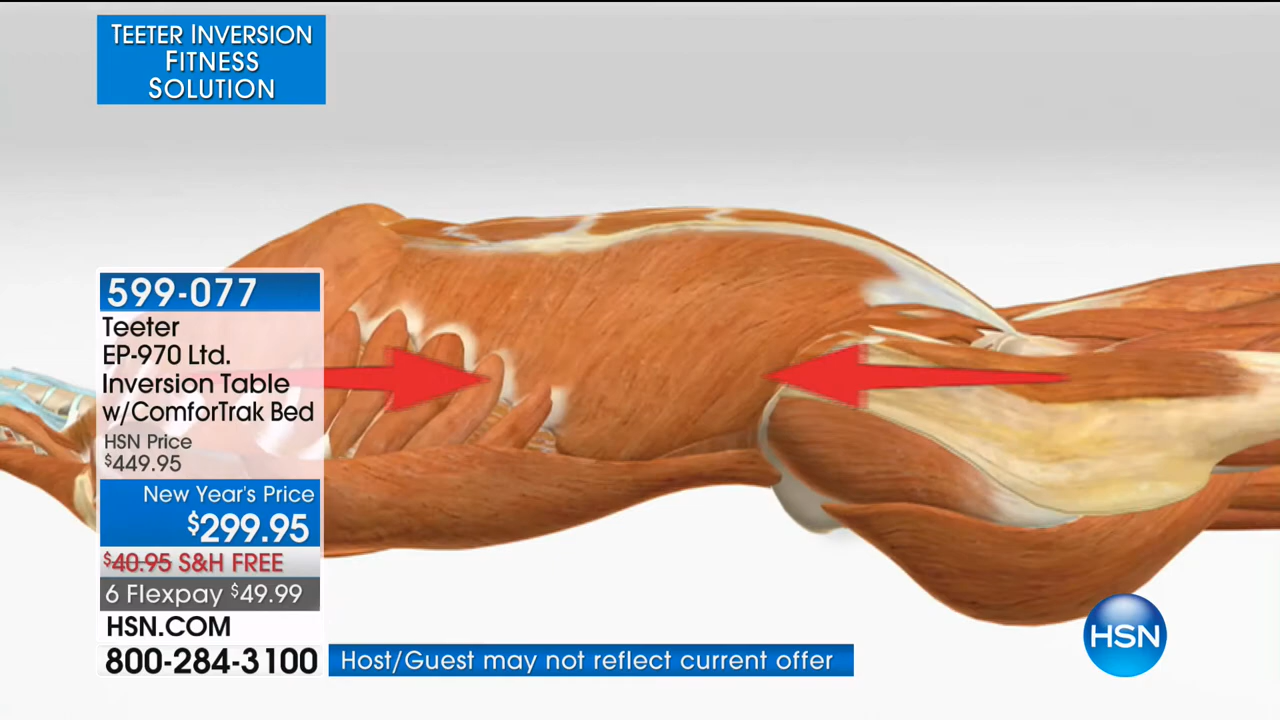 TEETER INVERSION
FITNESS
SOLUTION
599-077
Teeter
EP-970 Ltd.
Inversion Table
w/ComforTrak Bed
HSN Price
$449.95
New Year's Price
$299.95
$40.95 S&H FREE
6 Flexpay $49.99
HSN.COM
800-284-3100
Host/Guest may not reflect current offer
HSN